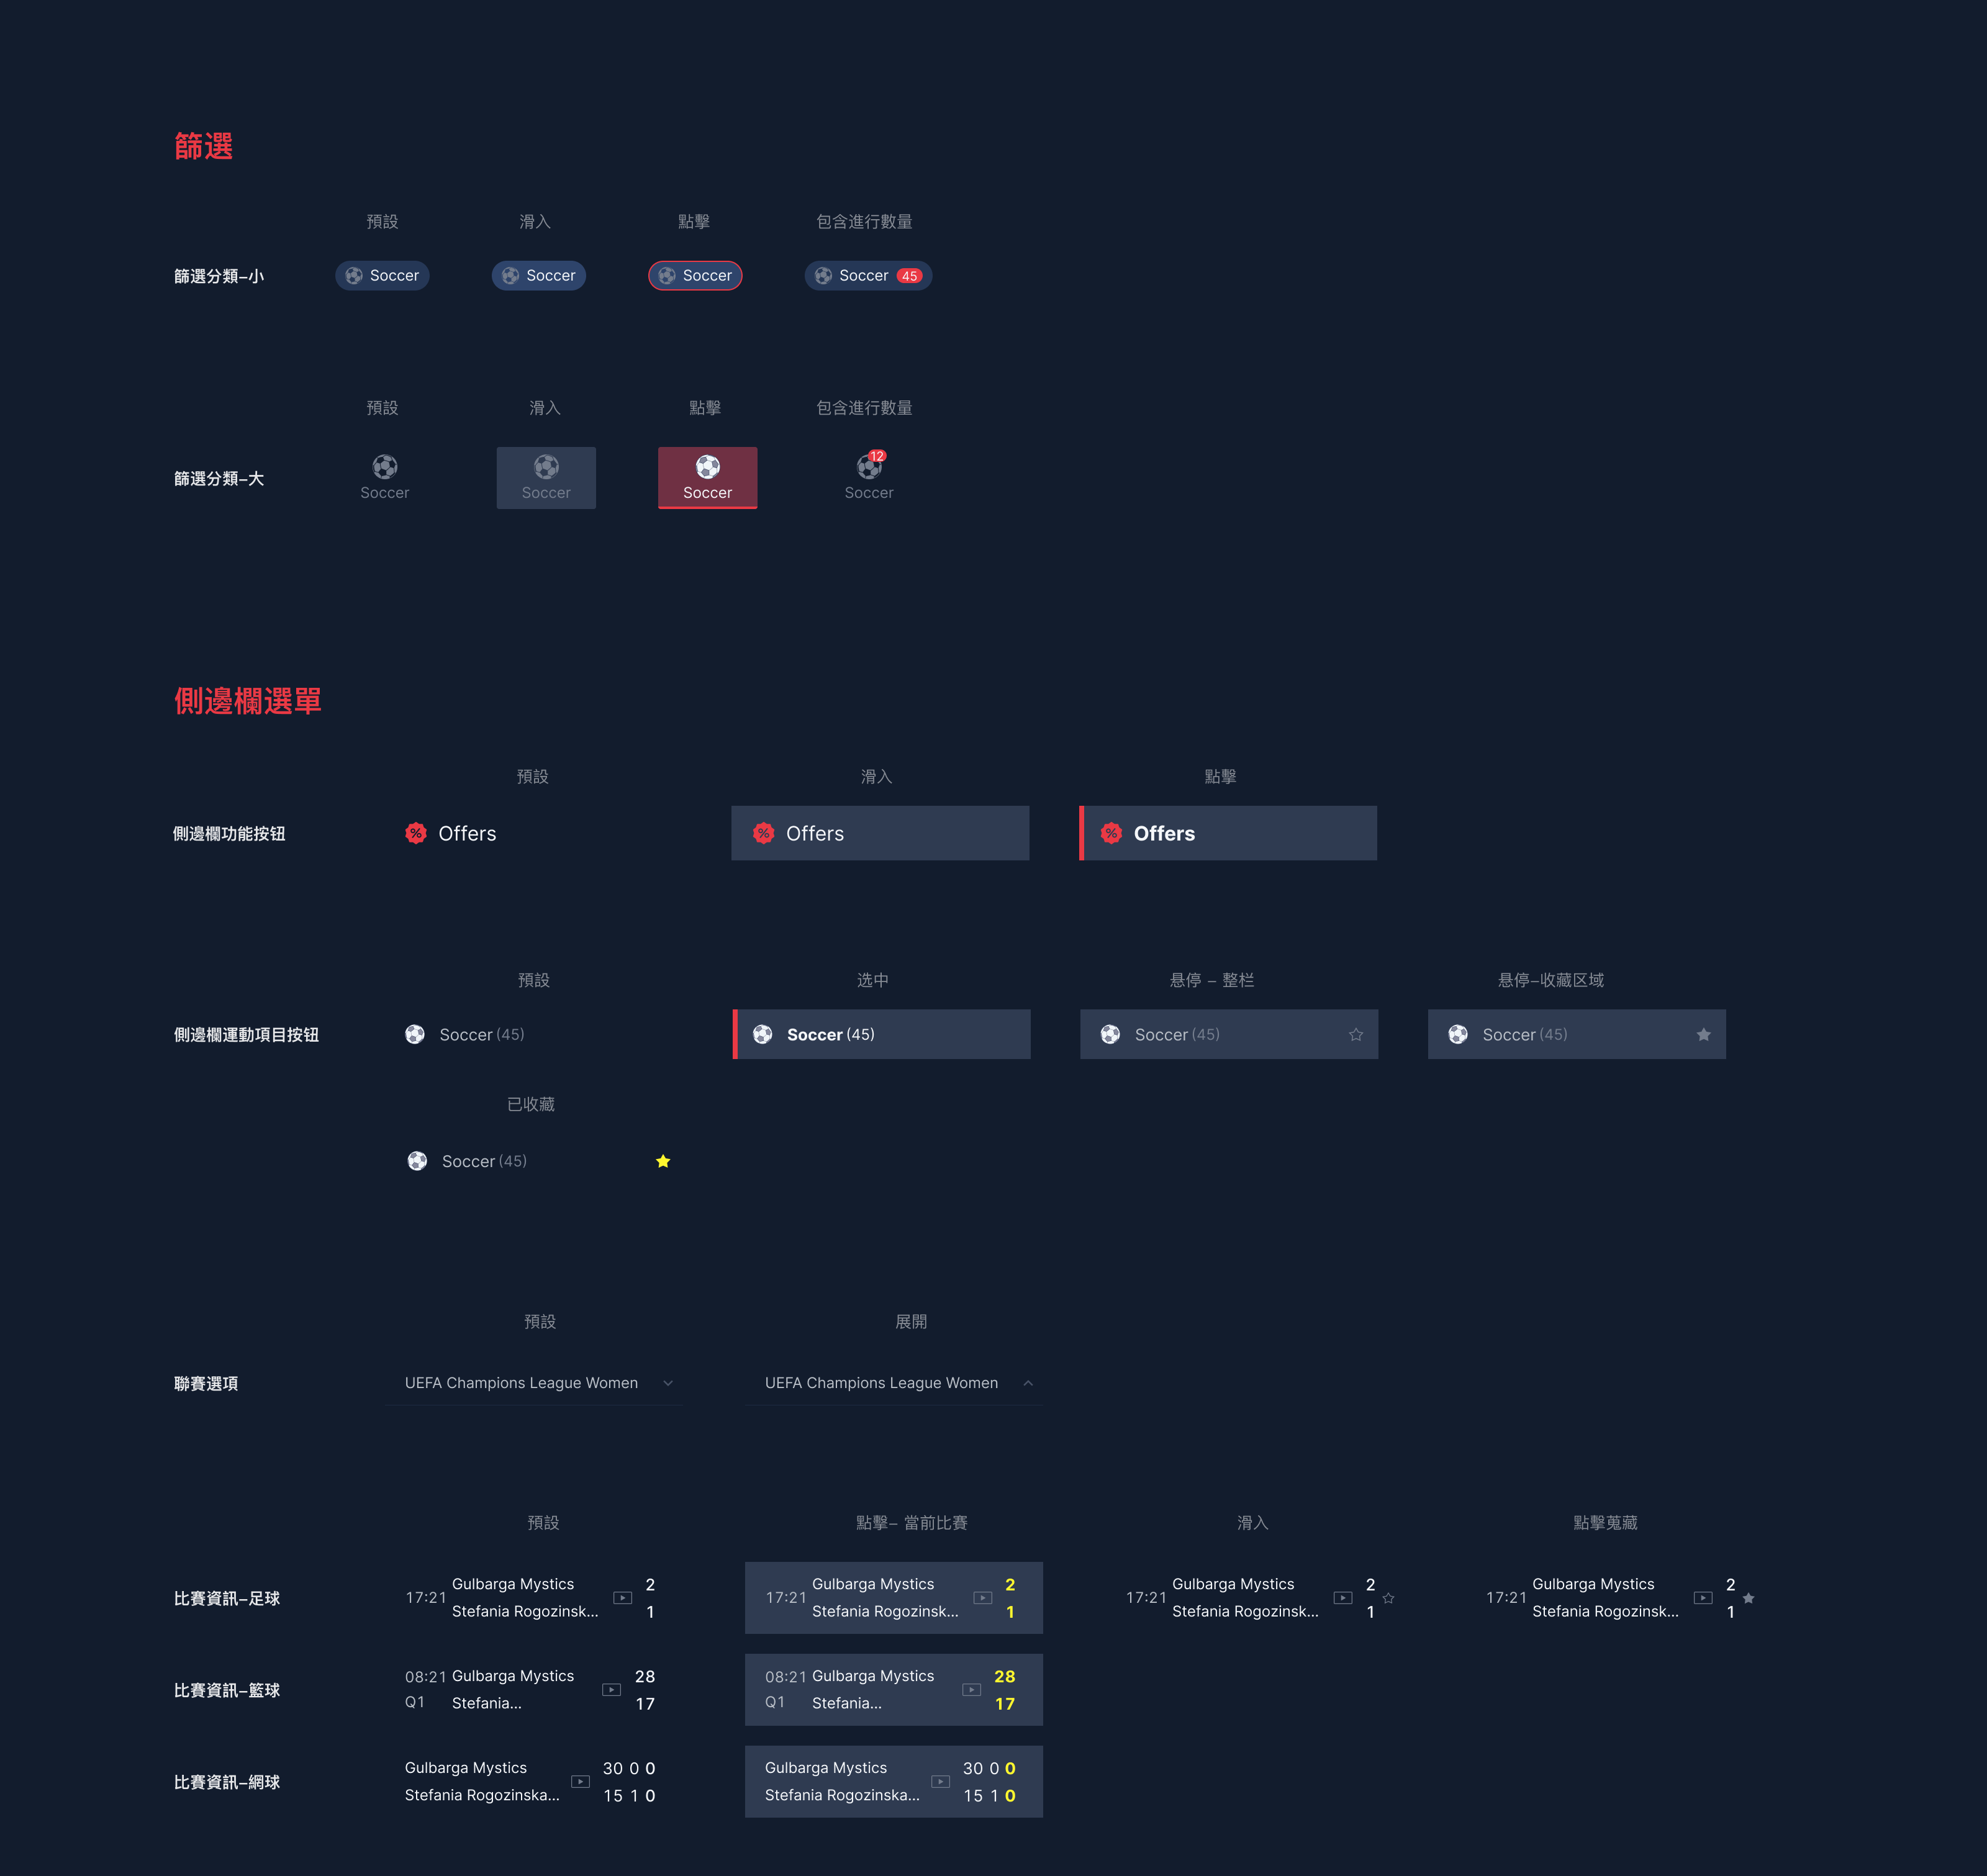 篩選
預設 滑入 點擊 包含進行數量
篩選分類-小 Soccer Soccer Soccer Soccer 45
預設 滑入 點擊 包含進行數量
12
篩選分類-大 Soccer Soccer Soccer Soccer
側邊欄選單
預設 滑入 點擊
側邊欄功能按钮 % Offers % Offers % Offers
預設 选中 悬停 - 整栏 悬停-收藏区域
側邊欄運動項目按钮 Soccer (45) Soccer (45) Soccer (45) Soccer (45)
已收藏
Soccer (45)
預設 展開
聯賽選項 UEFA Champions League Women UEFA Champions League Women
預設 點擊- 當前比賽 滑入 點擊蒐藏
比賽資訊-足球
17:21 Gulbarga Mystics 2
Stefania Rogozinsk... 1
17:21 Gulbarga Mystics 2
Stefania Rogozinsk... 1
17:21 Gulbarga Mystics 2
Stefania Rogozinsk... 1
17:21 Gulbarga Mystics 2
Stefania Rogozinsk... 1
比賽資訊-籃球
08:21 Gulbarga Mystics 28
Q1 Stefania... 17
08:21 Gulbarga Mystics 28
Q1 Stefania... 17
比賽資訊-網球
Gulbarga Mystics 30 0 0
Stefania Rogozinska... 15 1 0
Gulbarga Mystics 30 0 0
Stefania Rogozinska... 15 1 0